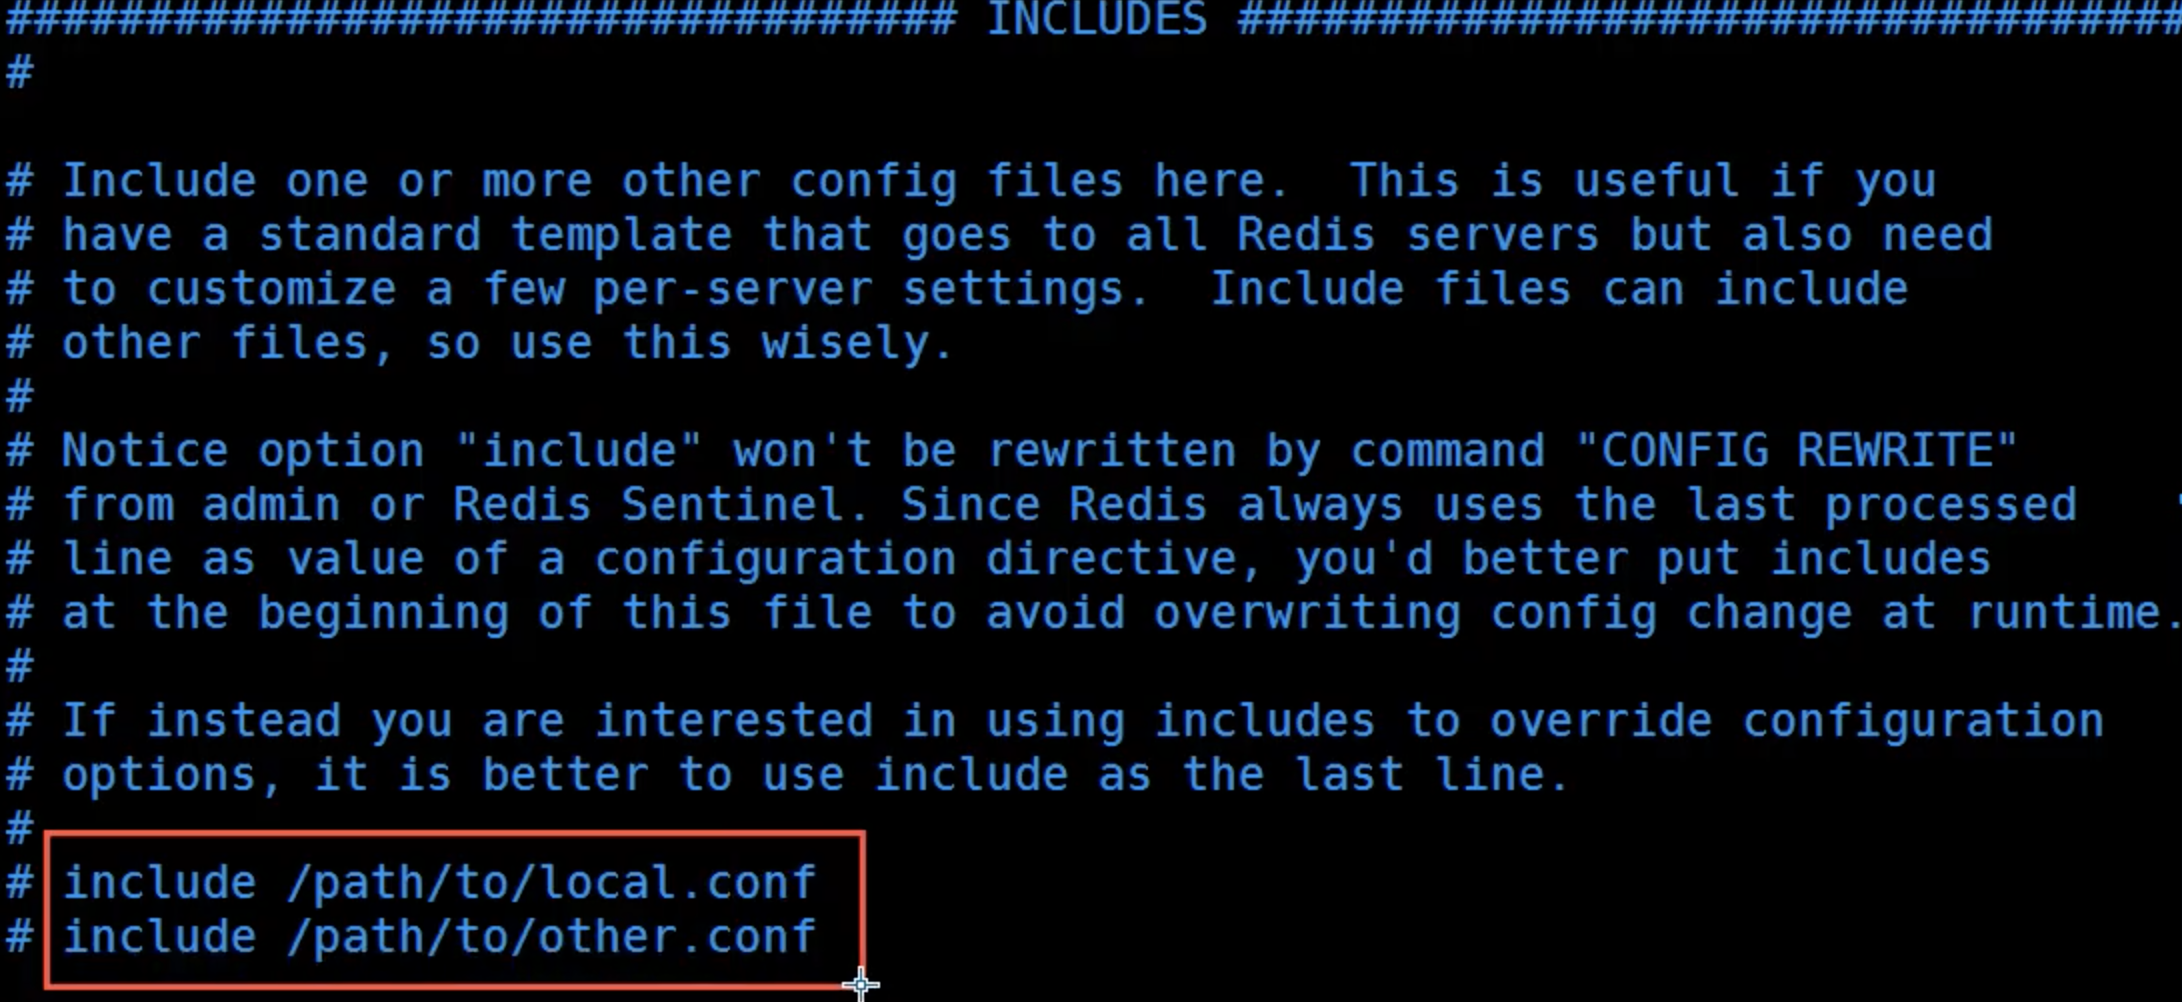 ################################## INCLUDES ##################################
#
# Include one or more other config files here.  This is useful if you
# have a standard template that goes to all Redis servers but also need
# to customize a few per-server settings.  Include files can include
# other files, so use this wisely.
#
# Notice option "include" won't be rewritten by command "CONFIG REWRITE"
# from admin or Redis Sentinel. Since Redis always uses the last processed
# line as value of a configuration directive, you'd better put includes
# at the beginning of this file to avoid overwriting config change at runtime.
#
# If instead you are interested in using includes to override configuration
# options, it is better to use include as the last line.
#
# include /path/to/local.conf
# include /path/to/other.conf